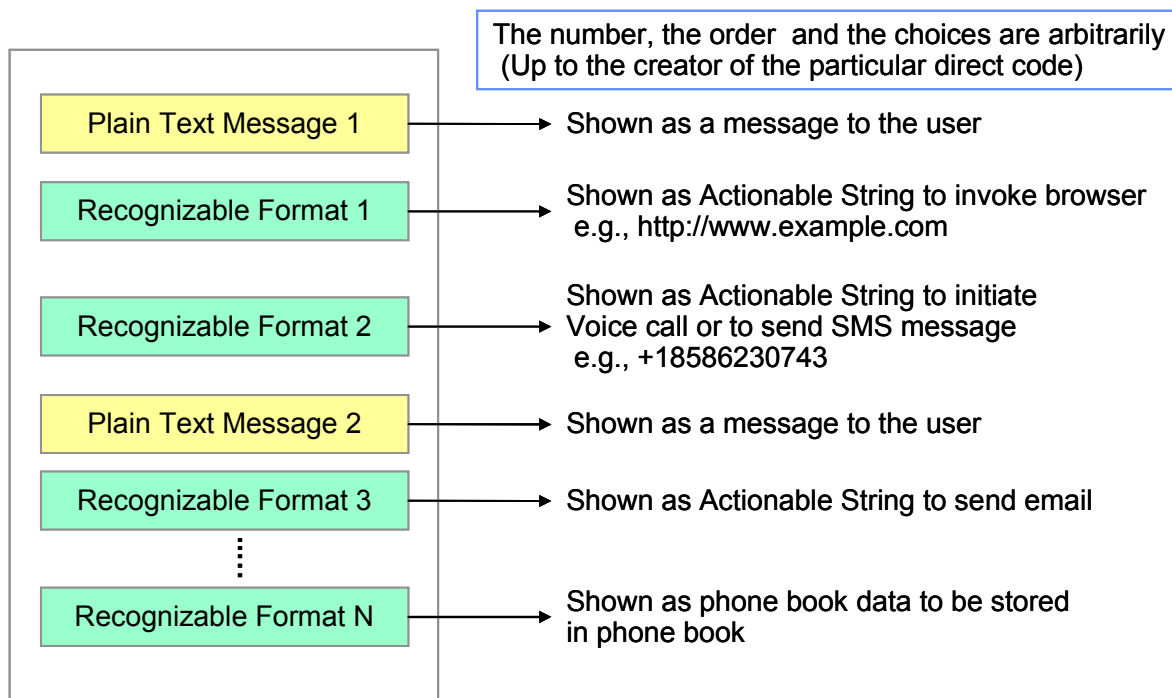 The number, the order and the choices are arbitrarily
(Up to the creator of the particular direct code)
Plain Text Message 1
Shown as a message to the user
Recognizable Format 1
Shown as Actionable String to invoke browser
e.g., http://www.example.com
Recognizable Format 2
Shown as Actionable String to initiate
Voice call or to send SMS message
e.g., +18586230743
Plain Text Message 2
Shown as a message to the user
Recognizable Format 3
Shown as Actionable String to send email
Recognizable Format N
Shown as phone book data to be stored
in phone book